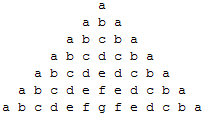 a
a b a
a b c b a
a b c d c b a
a b c d e d c b a
a b c d e f e d c b a
a b c d e f g f e d c b a